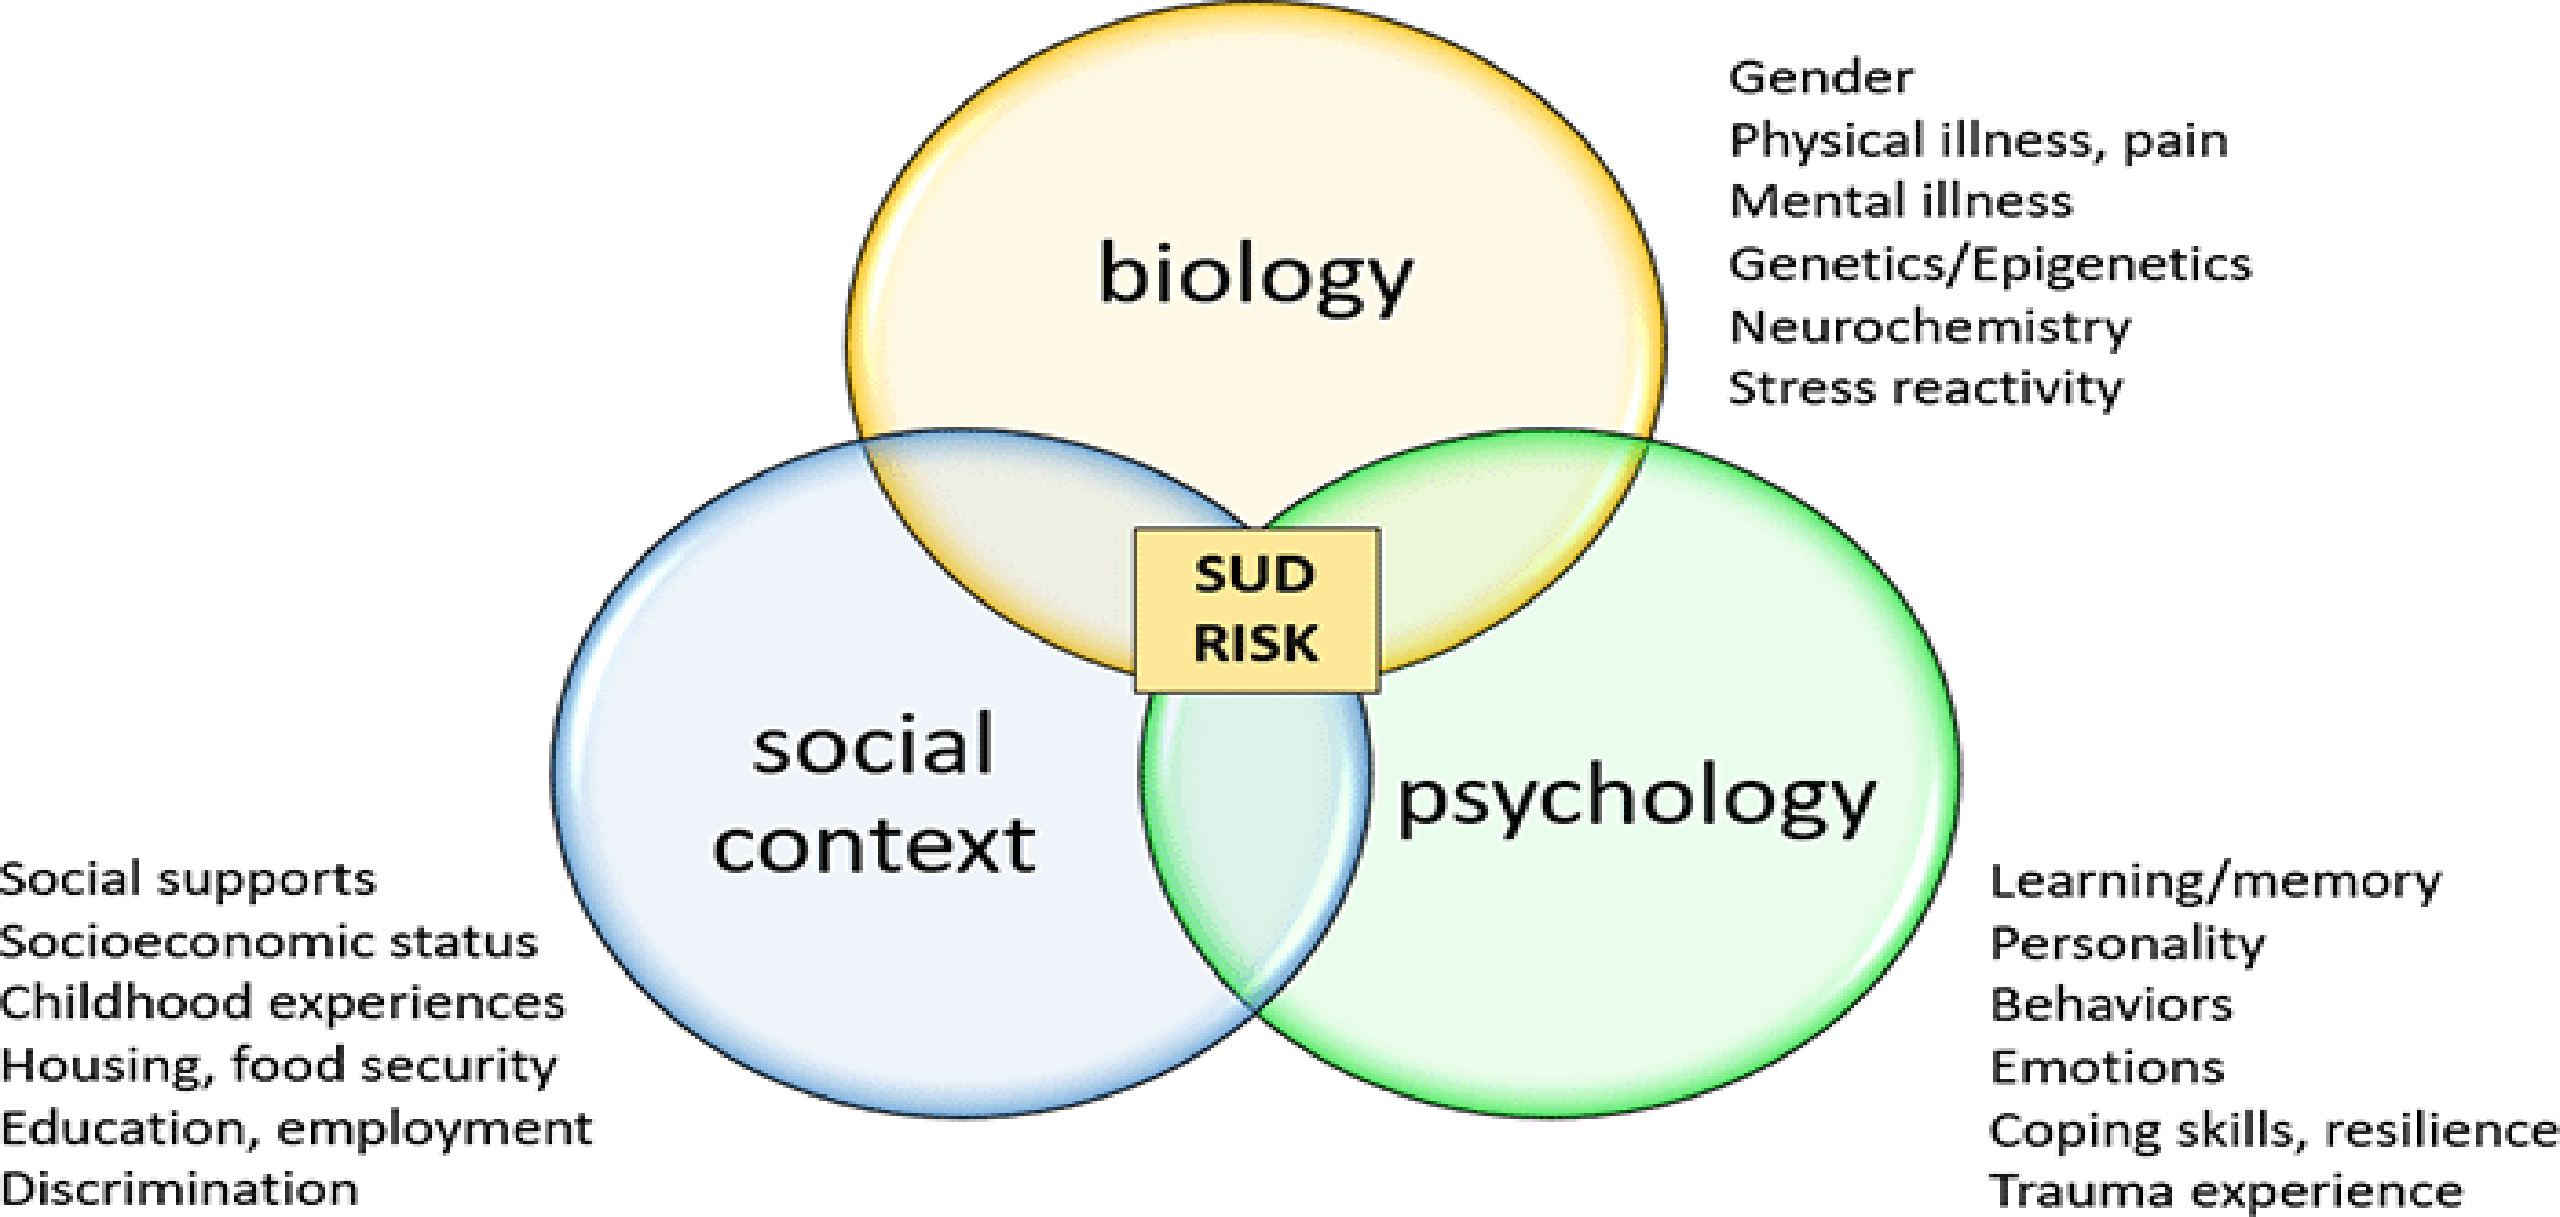 Gender
Physical illness, pain
Mental illness
Genetics/Epigenetics
Neurochemistry
Stress reactivity
biology
SUD
RISK
social
context
psychology
Social supports
Socioeconomic status
Childhood experiences
Housing, food security
Education, employment
Discrimination
Learning/memory
Personality
Behaviors
Emotions
Coping skills, resilience
Trauma experience